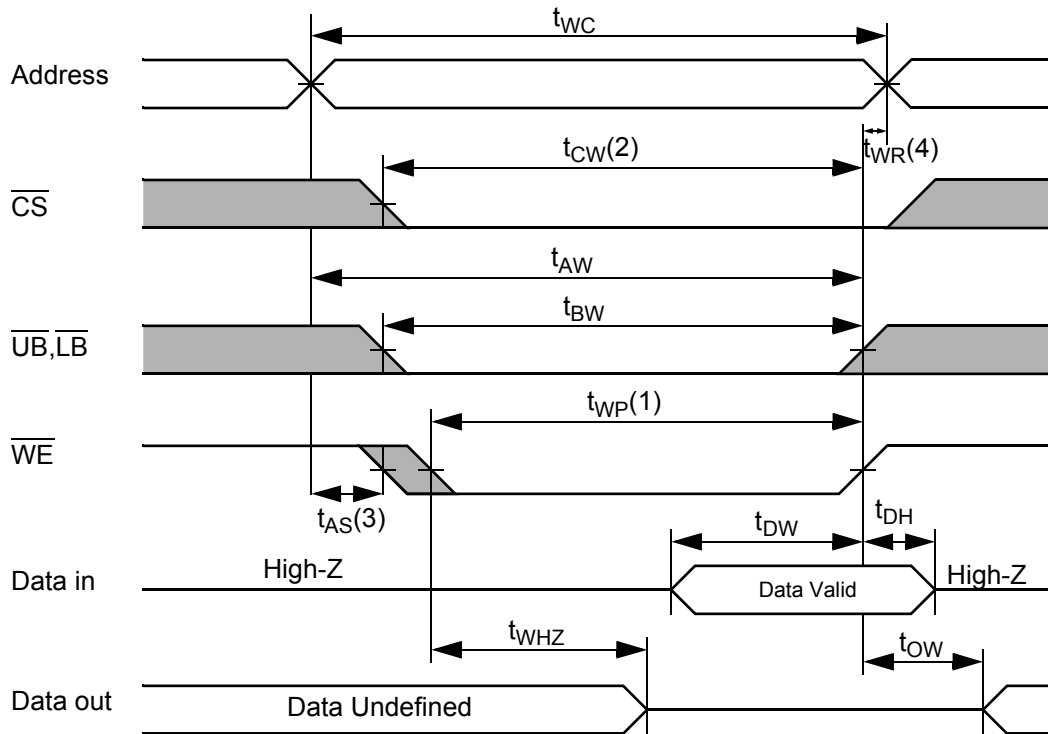 tWC
Address
tCW(2)
tWR(4)
CS
tAW
tBW
UB,LB
tWP(1)
WE
tAS(3)
tDW
tDH
High-Z
Data in
Data Valid
High-Z
tWHZ
tOW
Data out
Data Undefined